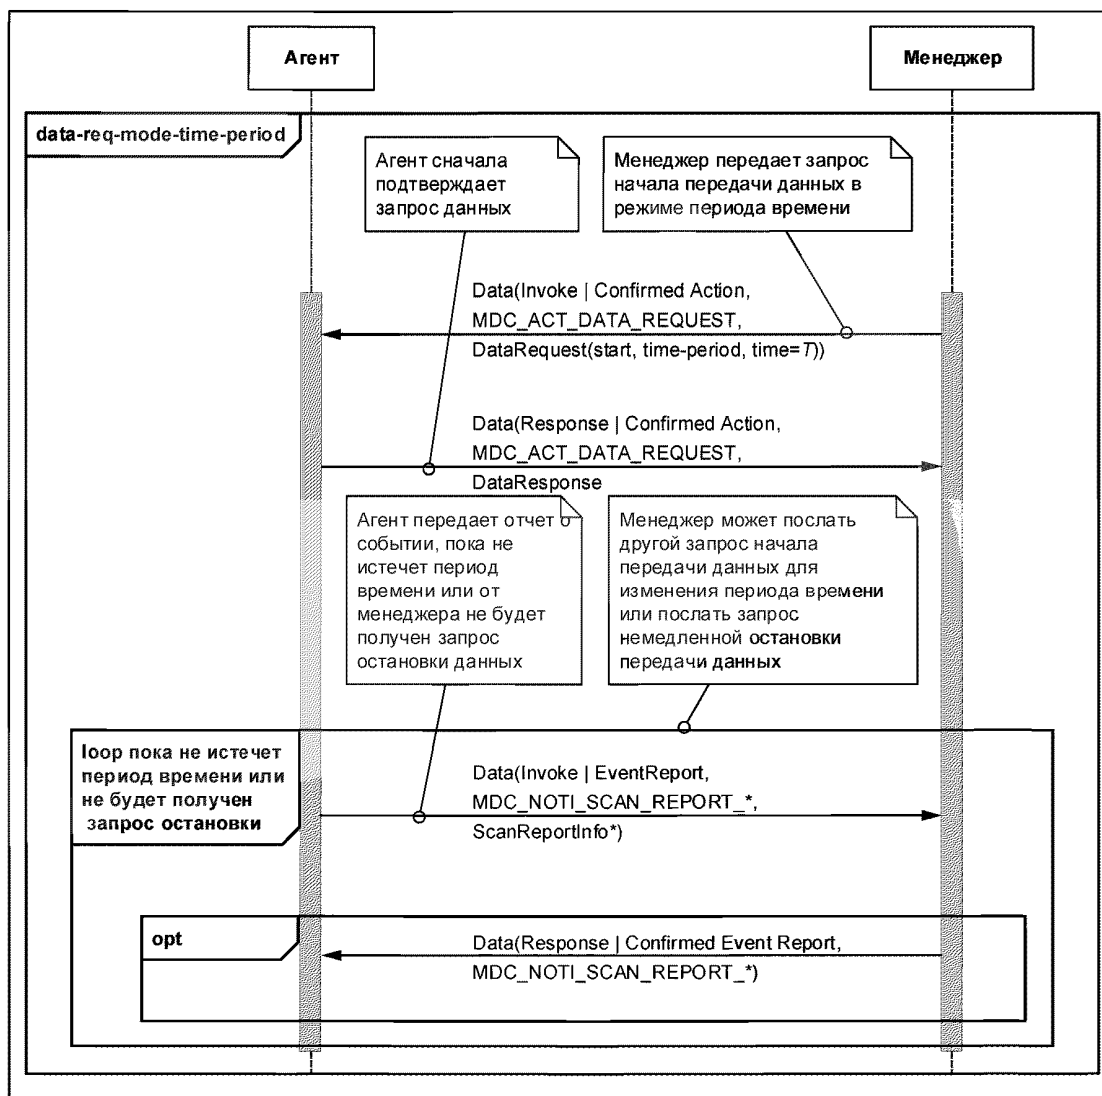 Агент
Менеджер
data-req-mode-time-period
Агент сначала
подтверждает
запрос данных
Менеджер передает запрос
начала передачи данных в
режиме периода времени
Data(Invoke | Confirmed Action,
MDC_ACT_DATA_REQUEST,
DataRequest(start, time-period, time=T))
Data(Response | Confirmed Action,
MDC_ACT_DATA_REQUEST,
DataResponse
Агент передает отчет о
событии, пока не
истечет период
времени или от
менеджера не будет
получен запрос
остановки данных
Менеджер может послать
другой запрос начала
передачи данных для
изменения периода времени
или послать запрос
немедленной остановки
передачи данных
loop пока не истечет
период времени или
не будет получен
запрос остановки
Data(Invoke | EventReport,
MDC_NOTI_SCAN_REPORT_*,
ScanReportInfo*)
opt
Data(Response | Confirmed Event Report,
MDC_NOTI_SCAN_REPORT_*)